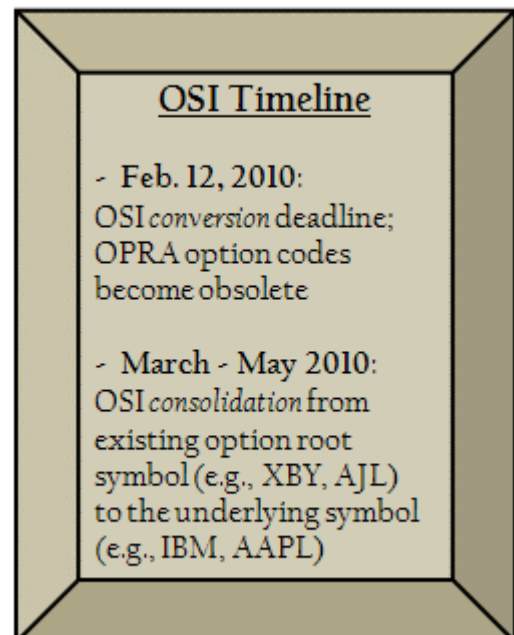 OSI Timeline
- Feb. 12, 2010:
OSI conversion deadline;
OPRA option codes
become obsolete
- March - May 2010:
OSI consolidation from
existing option root
symbol (e.g., XBY, AJL)
to the underlying symbol
(e.g., IBM, AAPL)